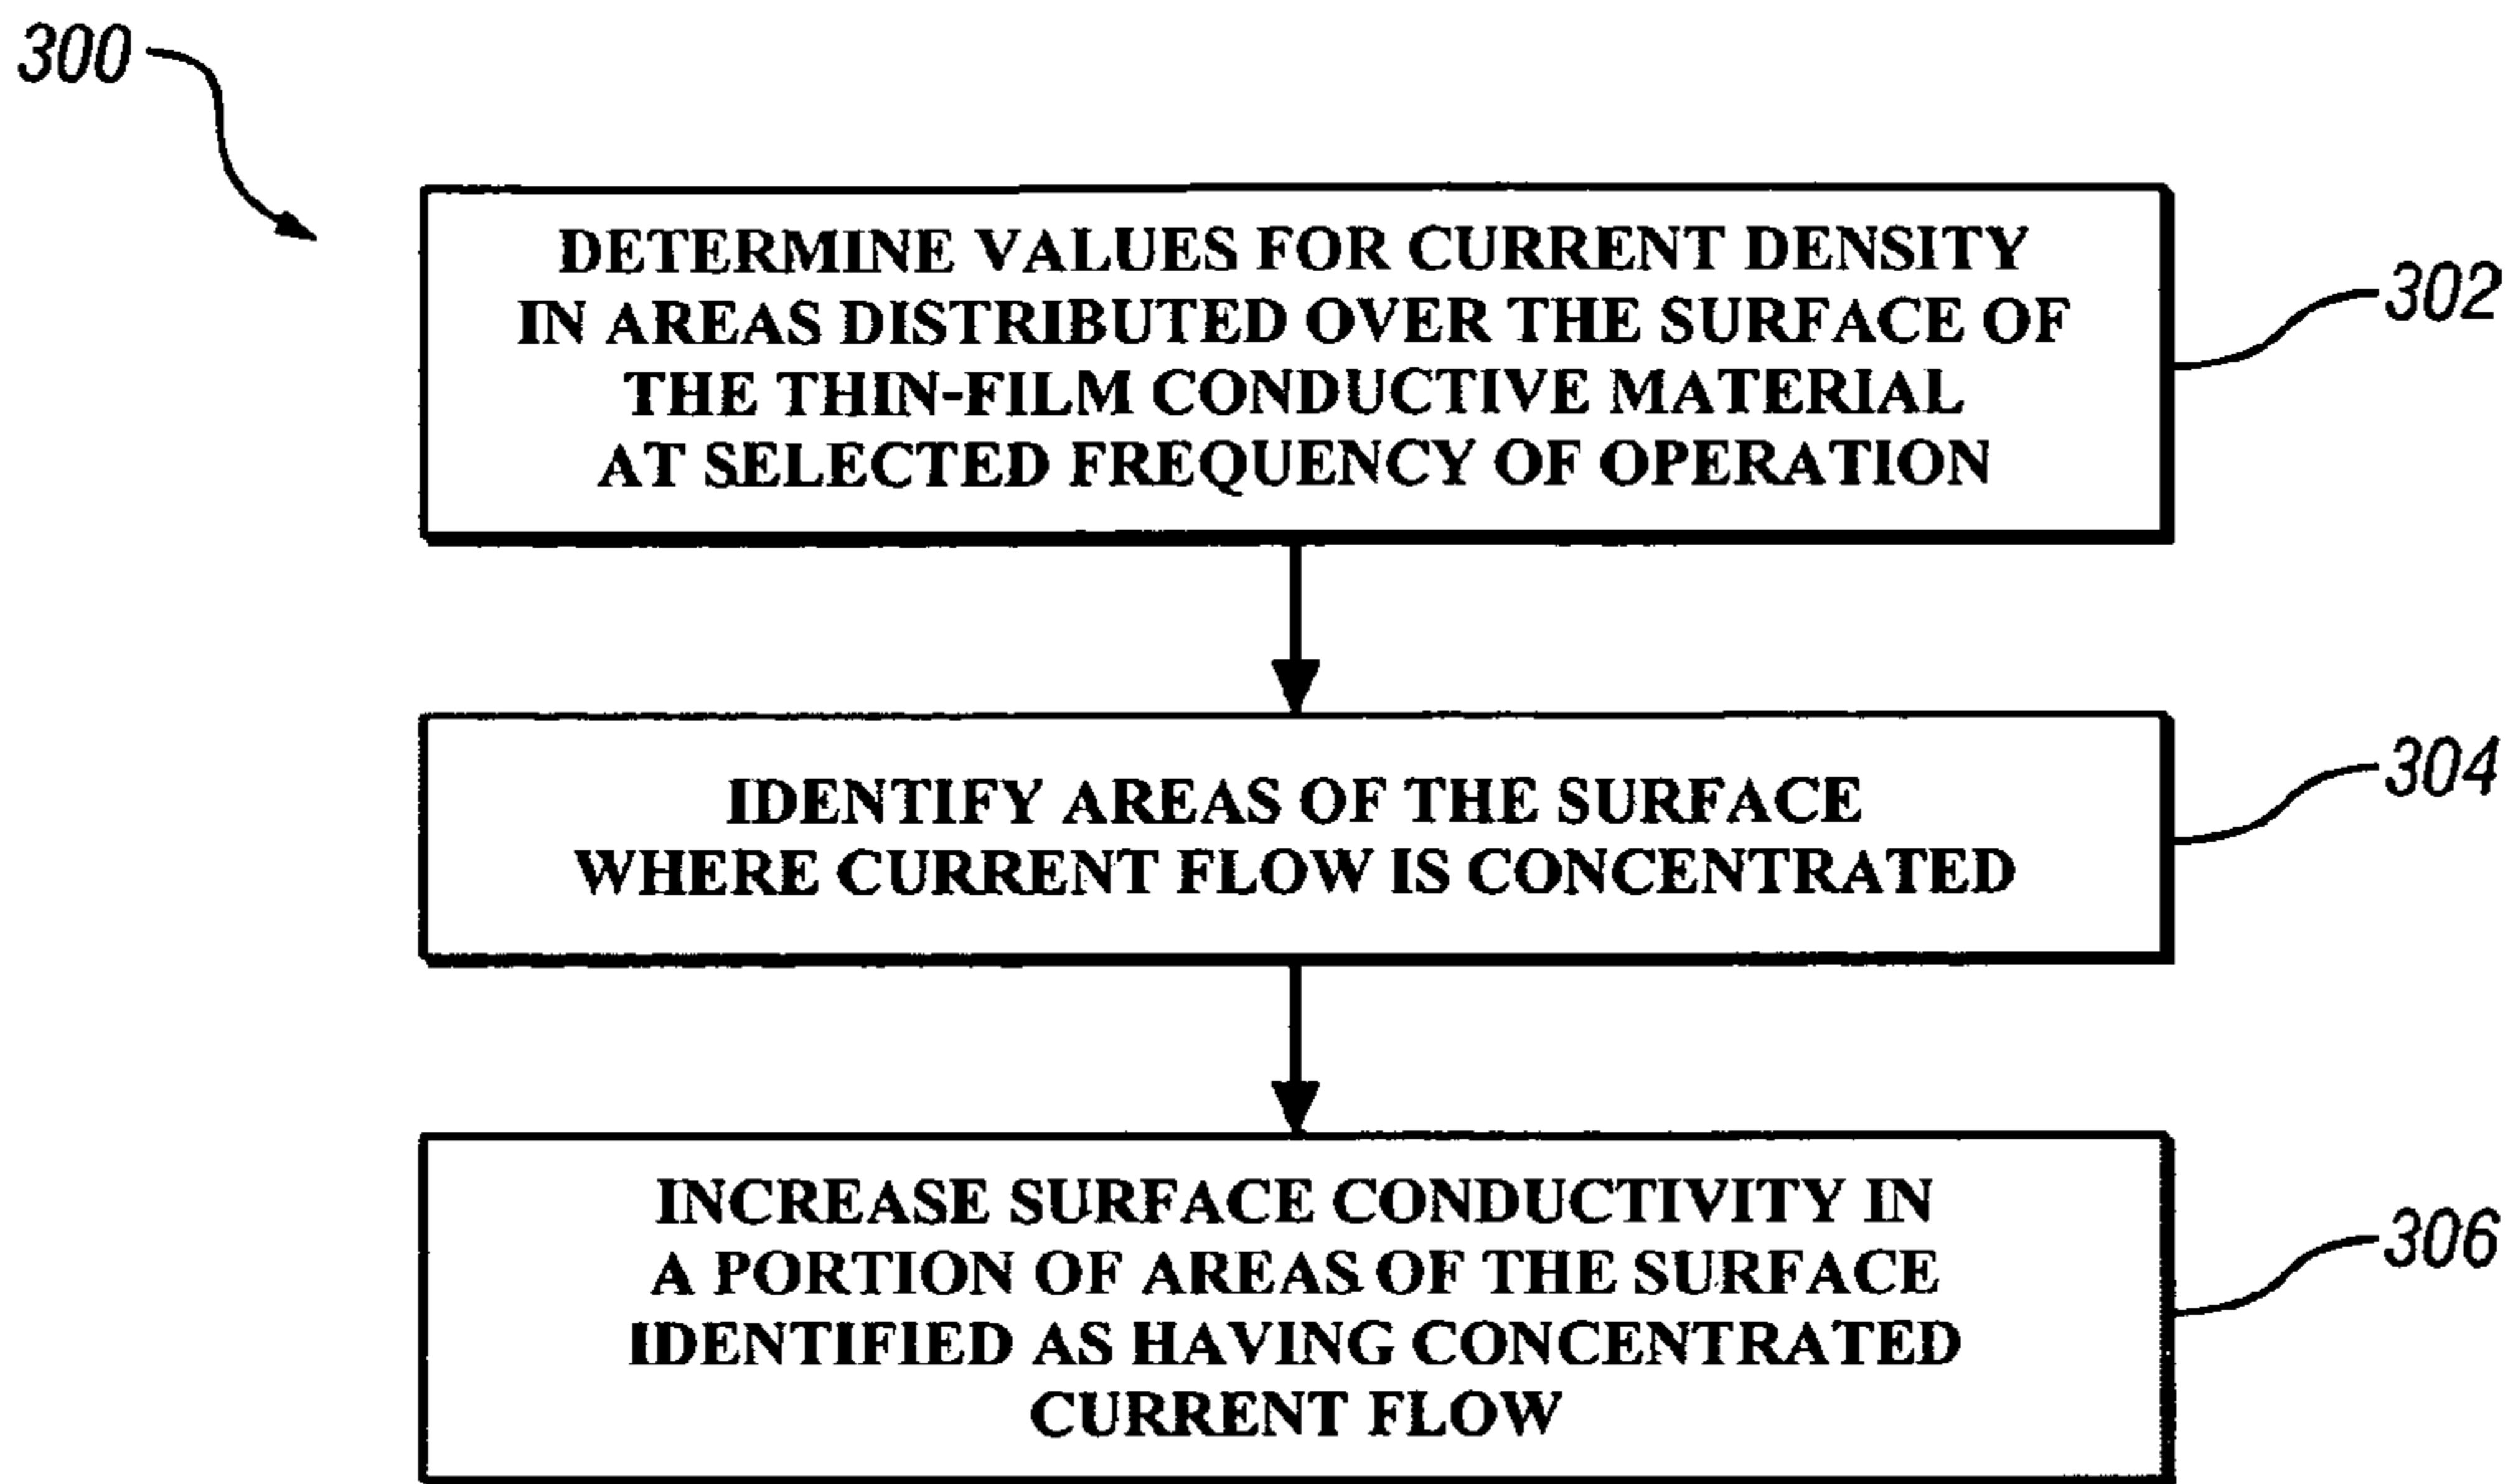 300
DETERMINE VALUES FOR CURRENT DENSITY
IN AREAS DISTRIBUTED OVER THE SURFACE OF
THE THIN-FILM CONDUCTIVE MATERIAL
AT SELECTED FREQUENCY OF OPERATION
302
IDENTIFY AREAS OF THE SURFACE
WHERE CURRENT FLOW IS CONCENTRATED
304
INCREASE SURFACE CONDUCTIVITY IN
A PORTION OF AREAS OF THE SURFACE
IDENTIFIED AS HAVING CONCENTRATED
CURRENT FLOW
306